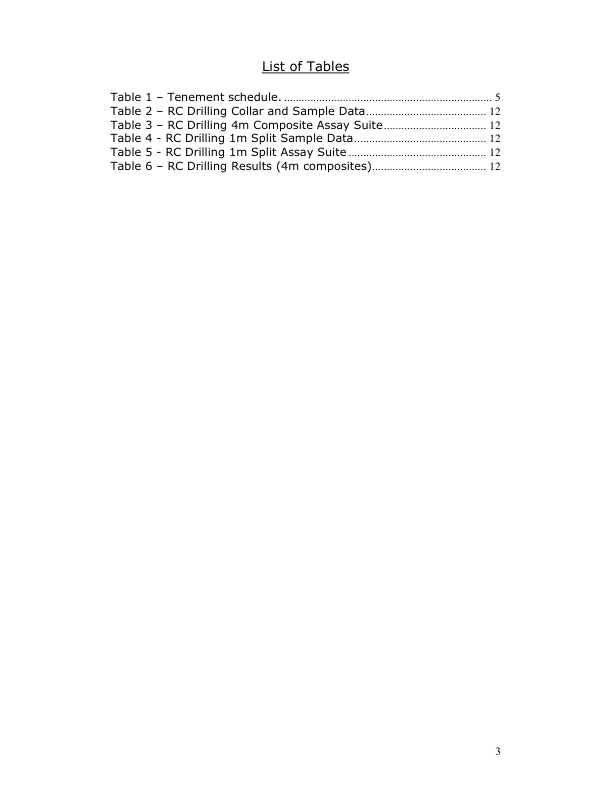 List of Tables
Table 1 – Tenement schedule. ....................................................................... 5
Table 2 – RC Drilling Collar and Sample Data......................................... 12
Table 3 – RC Drilling 4m Composite Assay Suite................................... 12
Table 4 - RC Drilling 1m Split Sample Data............................................. 12
Table 5 - RC Drilling 1m Split Assay Suite ............................................... 12
Table 6 – RC Drilling Results (4m composites)....................................... 12
3